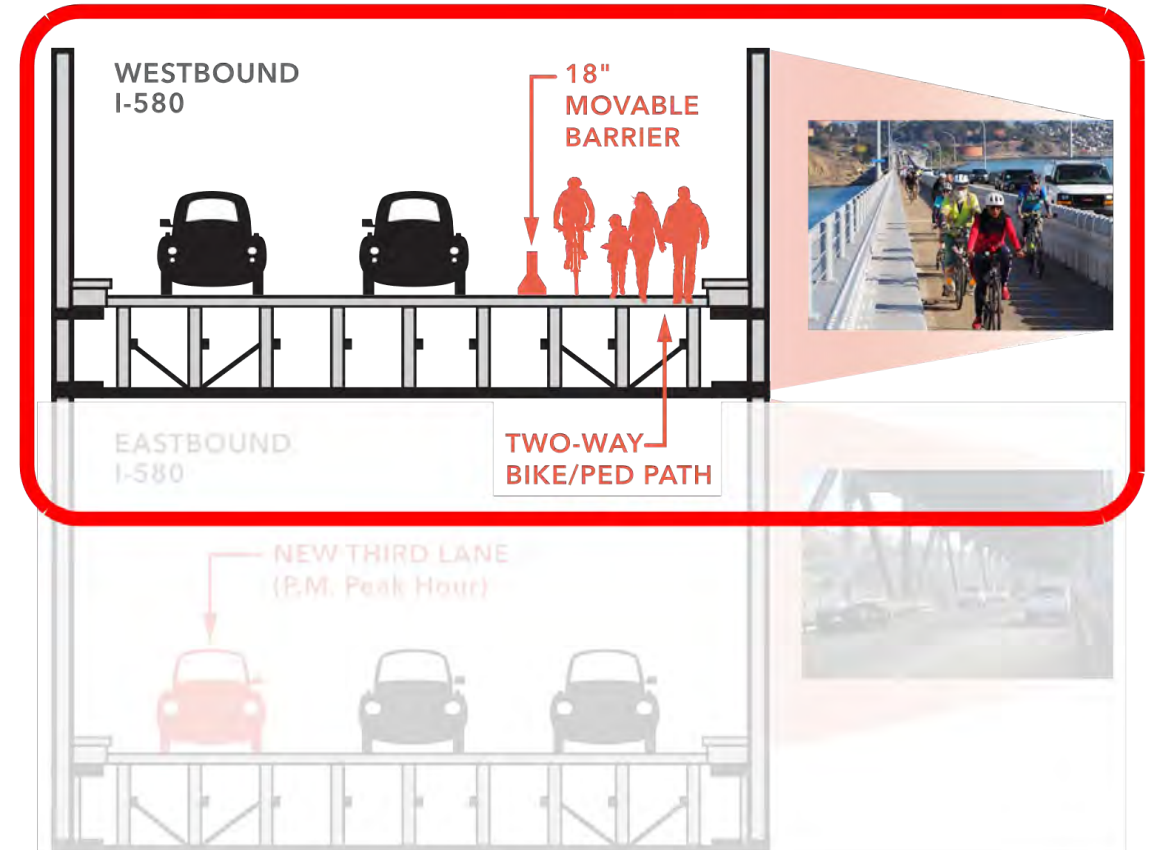 WESTBOUND
I-580
18"
MOVABLE
BARRIER
TWO-WAY
BIKE/PED PATH
EASTBOUND
I-580
NEW THIRD LANE
(P.M. Peak Hour)